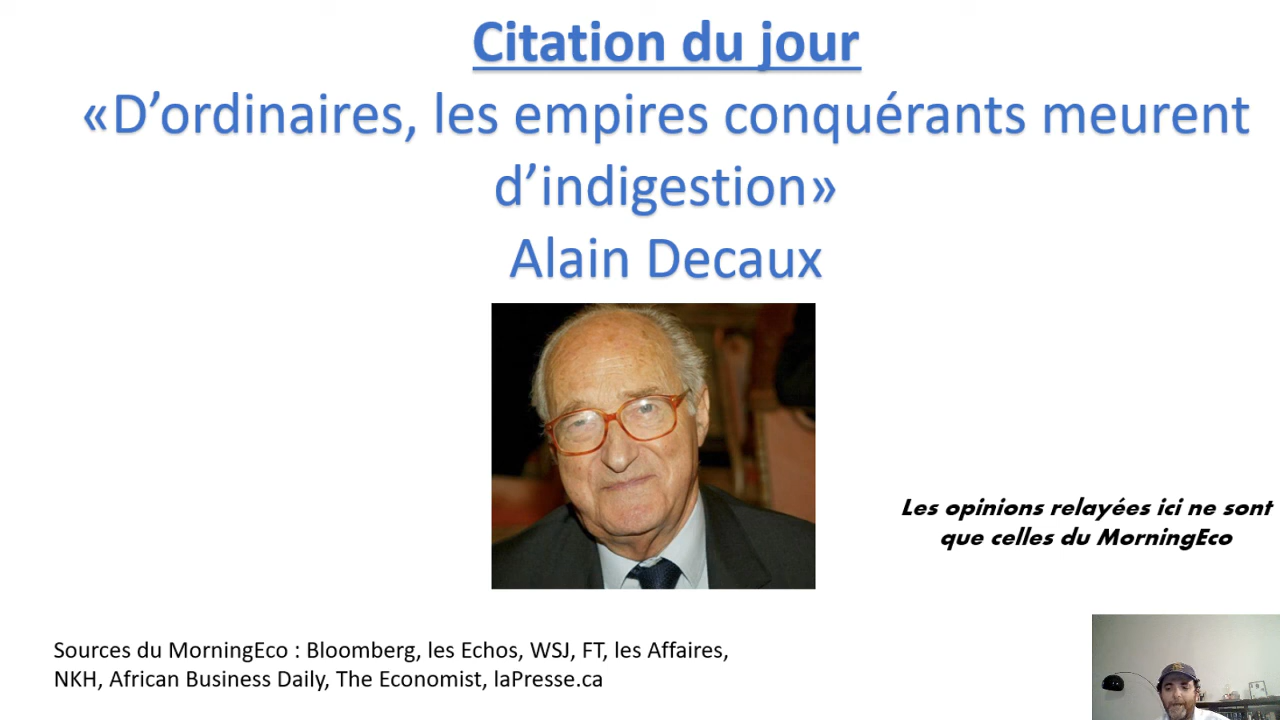 Citation du jour
«D’ordinaires, les empires conquérants meurent
d’indigestion»
Alain Decaux
Les opinions relayées ici ne sont
que celles du MorningEco
Sources du MorningEco : Bloomberg, les Echos, WSJ, FT, les Affaires,
NKH, African Business Daily, The Economist, laPresse.ca